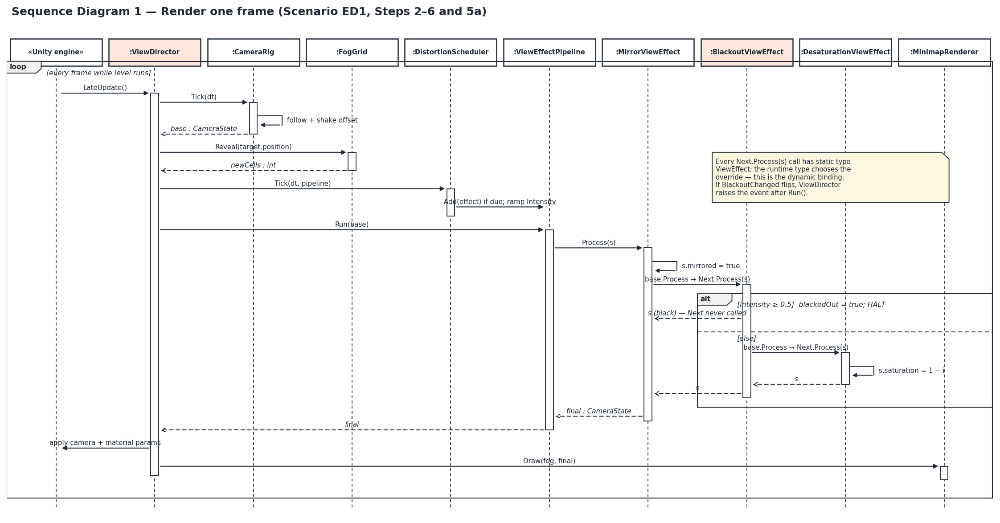 Sequence Diagram 1 — Render one frame (Scenario ED1, Steps 2–6 and 5a)
«Unity engine»
:ViewDirector
:CameraRig
:FogGrid
:DistortionScheduler
:ViewEffectPipeline
:MirrorViewEffect
:BlackoutViewEffect
:DesaturationViewEffect
:MinimapRenderer
loop
[every frame while level runs]
LateUpdate()
Tick(dt)
follow + shake offset
base : CameraState
Reveal(target.position)
newCells : int
Every Next.Process(s) call has static type
ViewEffect; the runtime type chooses the
override — this is the dynamic binding.
If BlackoutChanged flips, ViewDirector
raises the event after Run().
Tick(dt, pipeline)
Add(effect) if due; ramp Intensity
Run(base)
Process(s)
s.mirrored = true
base.Process → Next.Process(s)
alt
[Intensity ≥ 0.5]  blackedOut = true; HALT
s (black) — Next never called
[else]
base.Process → Next.Process(s)
s.saturation = 1 − i
s
s
final : CameraState
final
apply camera + material params
Draw(fog, final)